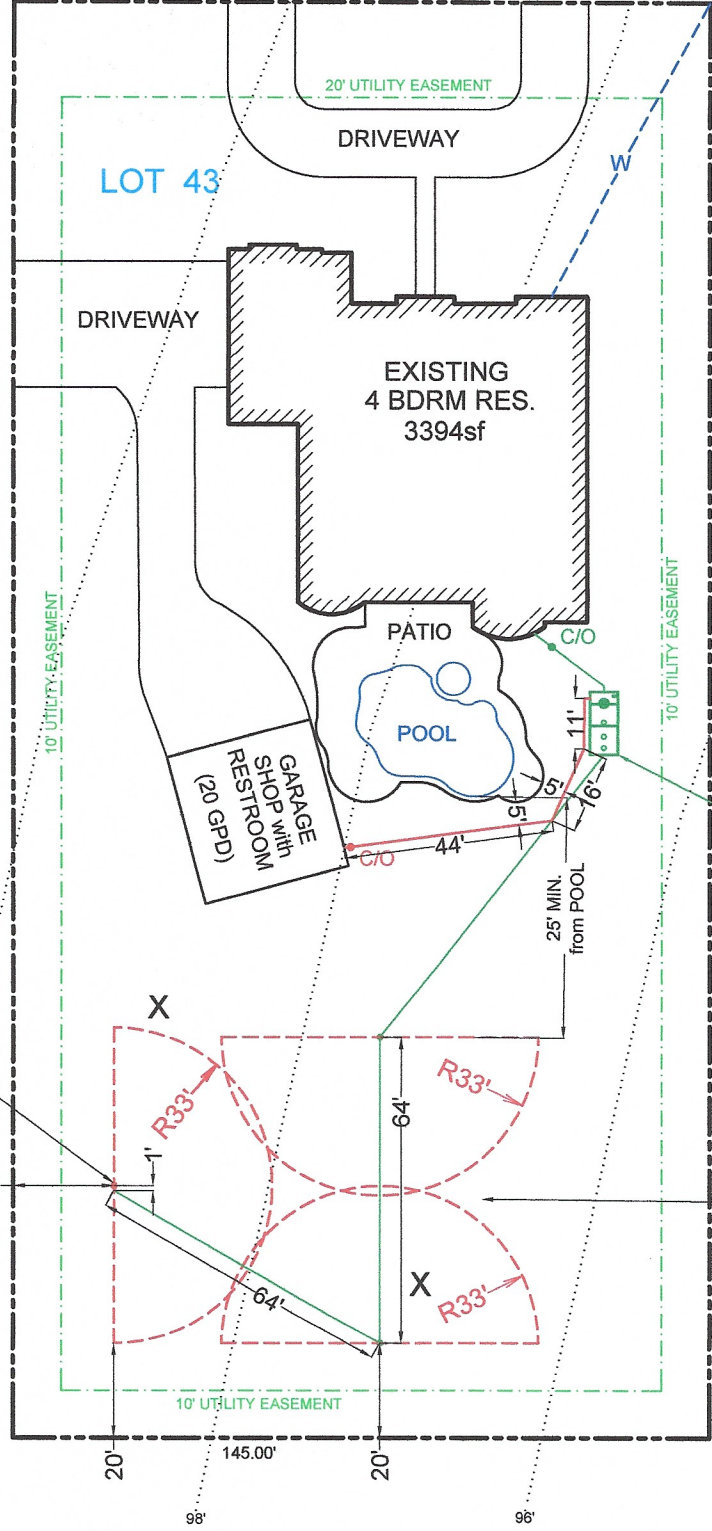 20' UTILITY EASEMENT
DRIVEWAY
W
LOT 43
DRIVEWAY
EXISTING
4 BDRM RES.
3394sf
10' UTILITY EASEMENT
10' UTILITY EASEMENT
PATIO
C/O
POOL
11'
GARAGE
SHOP with
RESTROOM
(20 GPD)
5'
16'
5'
44'
C/O
25' MIN.
from POOL
X
R33'
R33'
64'
1'
X
R33'
64'
10' UTILITY EASEMENT
20'
145.00'
20'
98'
96'